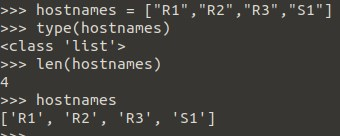 >>> hostnames = ["R1","R2","R3","S1"]
>>> type(hostnames)
<class 'list'>
>>> len(hostnames)
4
>>> hostnames
['R1', 'R2', 'R3', 'S1']
>>>